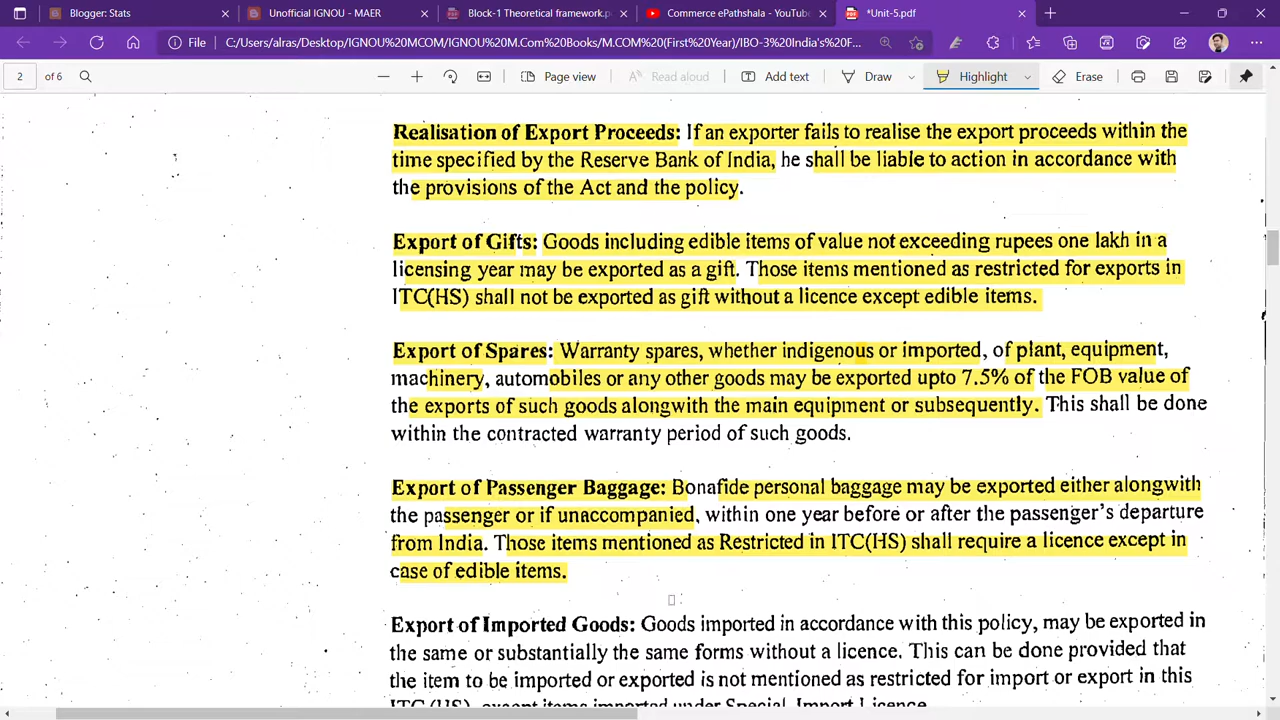 Blogger: Stats
Unofficial IGNOU - MAER
Block-1 Theoretical framework.p
Commerce ePathshala - YouTube
*Unit-5.pdf
File
C:/Users/alras/Desktop/IGNOU%20MCOM/IGNOU%20M.Com%20Books/M.COM%20(First%20Year)/IBO-3%20India's%20F...
2 of 6
Page view
Read aloud
Add text
Draw
Highlight
Erase
Realisation of Export Proceeds: If an exporter fails to realise the export proceeds within the
time specified by the Reserve Bank of India, he shall be liable to action in accordance with
the provisions of the Act and the policy.
Export of Gifts: Goods including edible items of value not exceeding rupees one lakh in a
licensing year may be exported as a gift. Those items mentioned as restricted for exports in
ITC(HS) shall not be exported as gift without a licence except edible items.
Export of Spares: Warranty spares, whether indigenous or imported, of plant, equipment,
machinery, automobiles or any other goods may be exported upto 7.5% of the FOB value of
the exports of such goods alongwith the main equipment or subsequently. This shall be done
within the contracted warranty period of such goods.
Export of Passenger Baggage: Bonafide personal baggage may be exported either alongwith
the passenger or if unaccompanied, within one year before or after the passenger's departure
from India. Those items mentioned as Restricted in ITC(HS) shall require a licence except in
case of edible items.
Export of Imported Goods: Goods imported in accordance with this policy, may be exported in
the same or substantially the same forms without a licence. This can be done provided that
the item to be imported or exported is not mentioned as restricted for import or export in this
ITC (HS), except items imported under Special Import Licence.